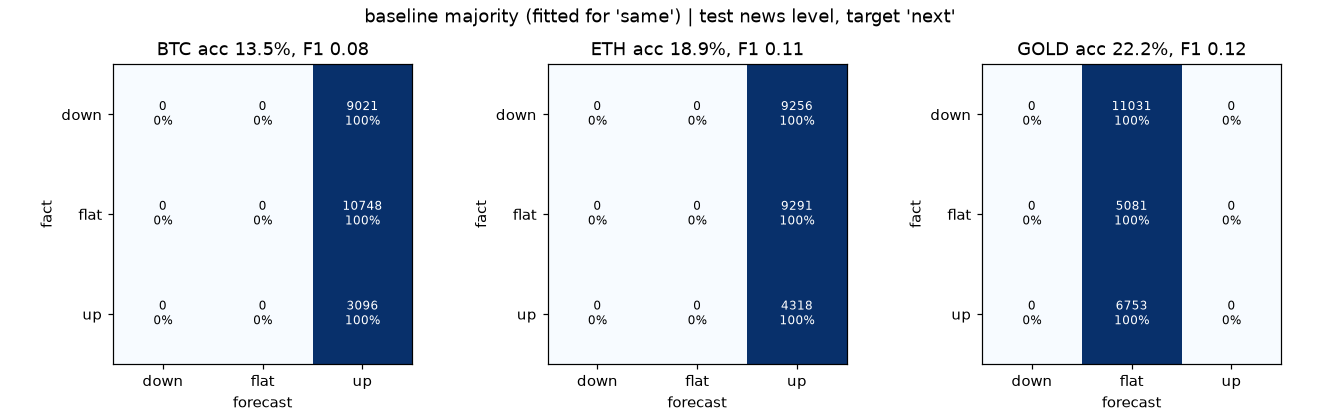 baseline majority (fitted for 'same') | test news level, target 'next'
BTC acc 13.5%, F1 0.08
0
0%
0
0%
9021
100%
0
0%
0
0%
10748
100%
0
0%
0
0%
3096
100%
down
flat
up
fact
down flat up
forecast
ETH acc 18.9%, F1 0.11
0
0%
0
0%
9256
100%
0
0%
0
0%
9291
100%
0
0%
0
0%
4318
100%
down
flat
up
fact
down flat up
forecast
GOLD acc 22.2%, F1 0.12
0
0%
11031
100%
0
0%
0
0%
5081
100%
0
0%
0
0%
6753
100%
0
0%
down
flat
up
fact
down flat up
forecast